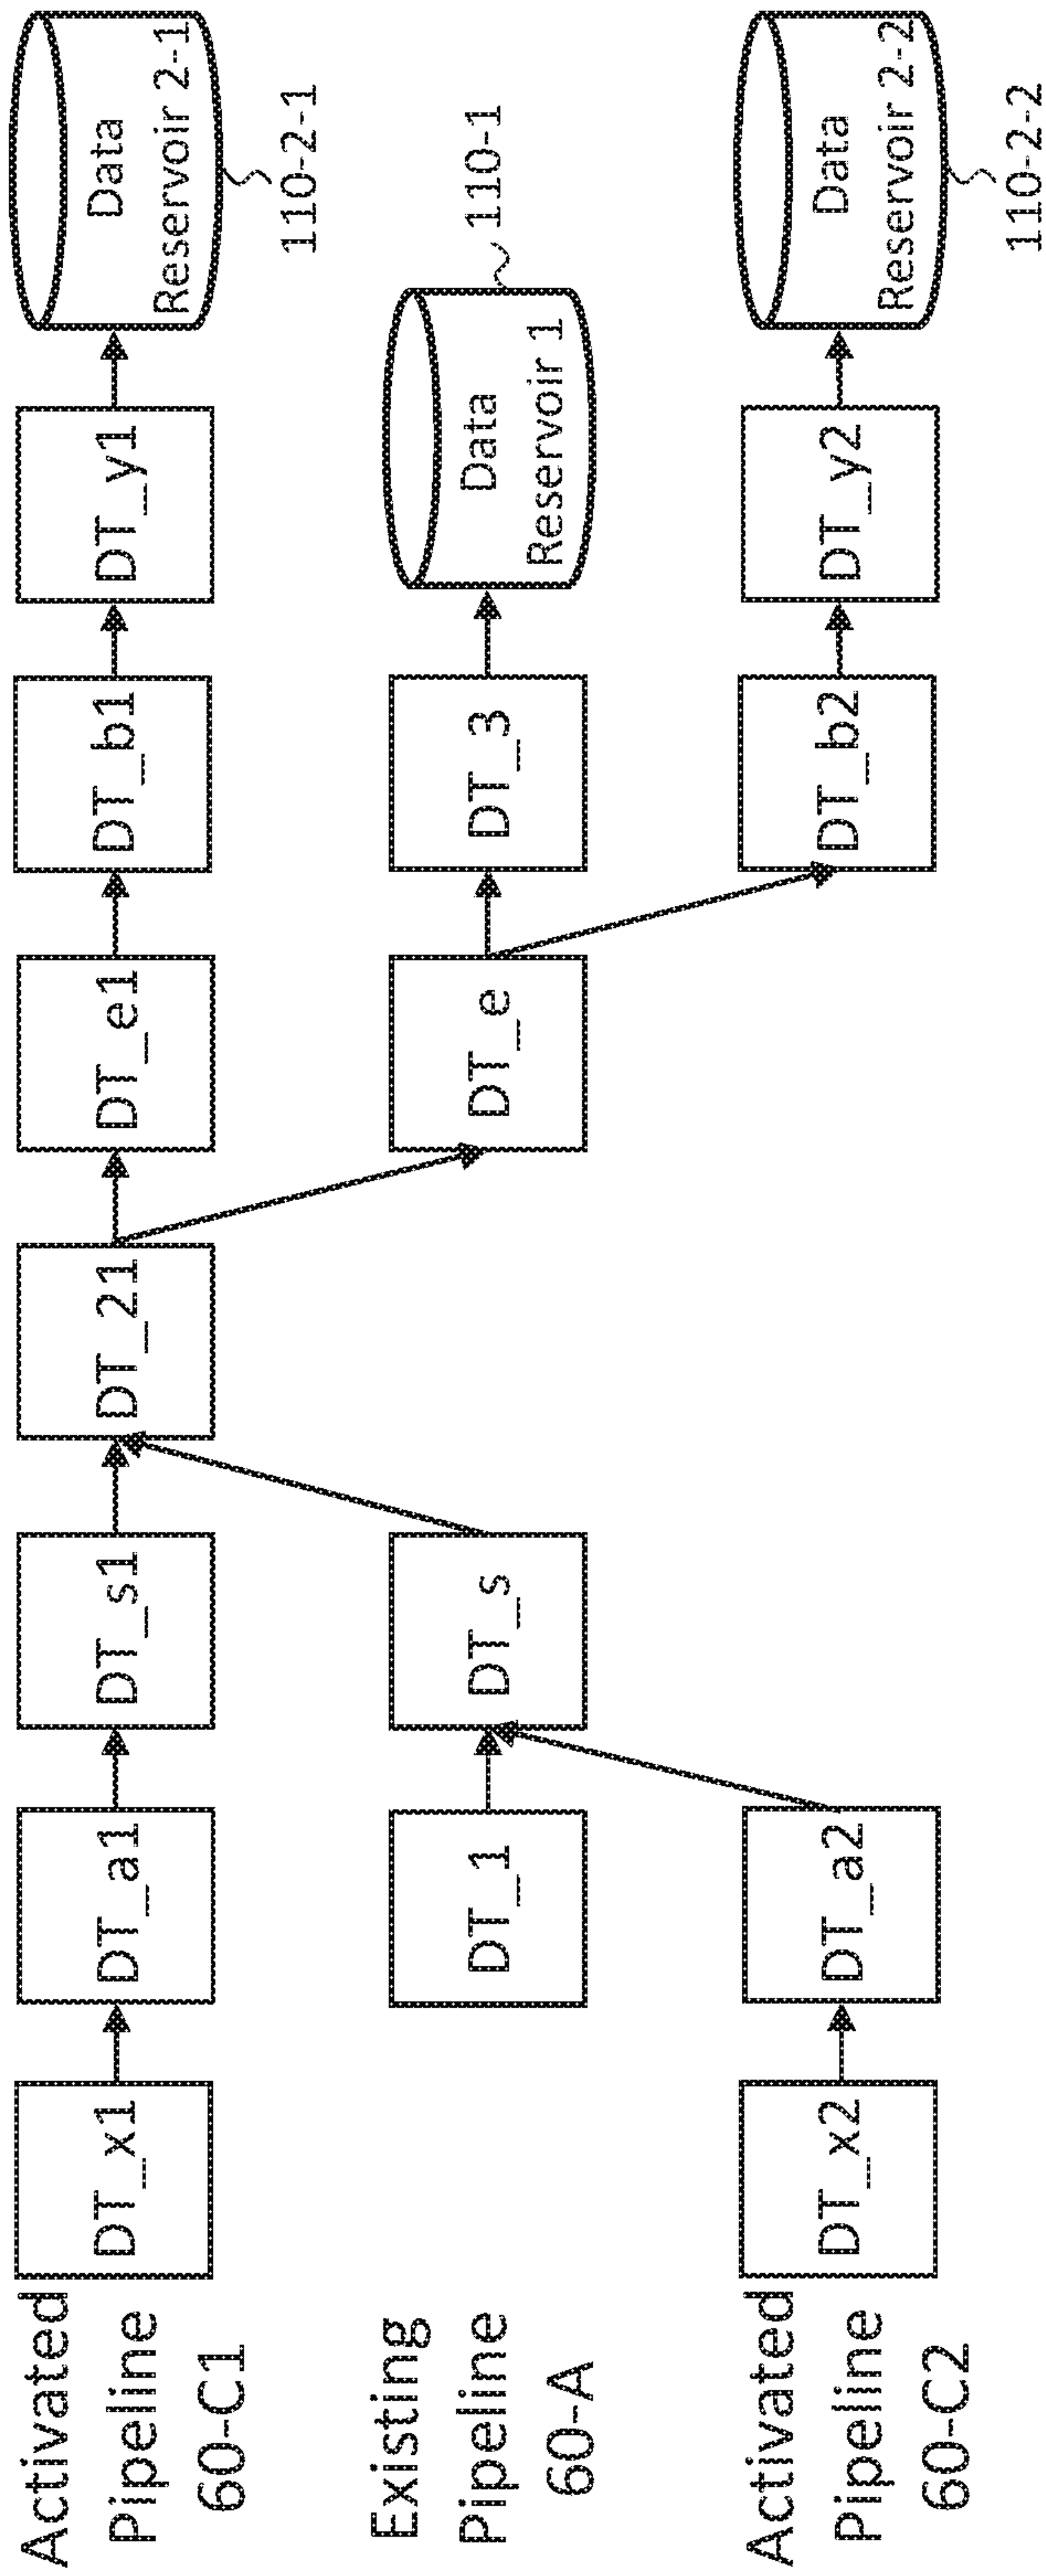 Activated
Pipeline
60-C1
DT_x1
DT_a1
DT_s1
DT_21
DT_e1
DT_b1
DT_y1
Data
Reservoir 2-1
110-2-1
Existing
Pipeline
60-A
DT_1
DT_s
DT_e
DT_3
Data
Reservoir 1
110-1
Activated
Pipeline
60-C2
DT_x2
DT_a2
DT_b2
DT_y2
Data
Reservoir 2-2
110-2-2